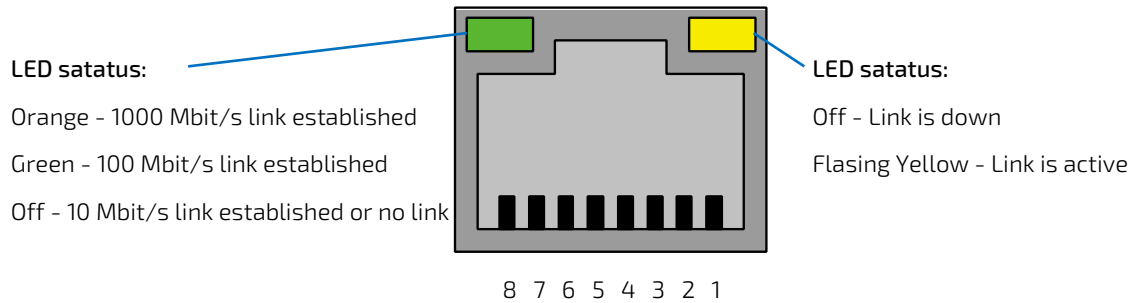 LED satatus:
Orange - 1000 Mbit/s link established
Green - 100 Mbit/s link established
Off - 10 Mbit/s link established or no link
LED satatus:
Off - Link is down
Flasing Yellow - Link is active
8 7 6 5 4 3 2 1